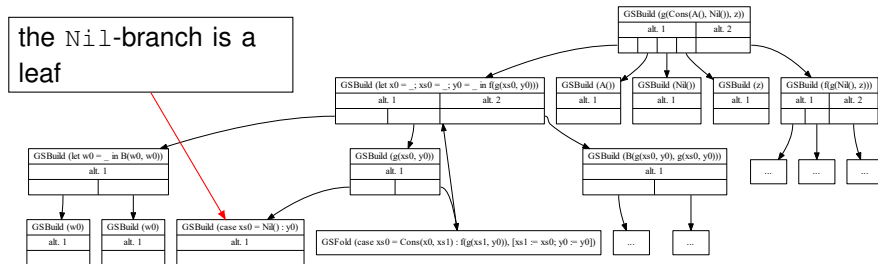 the Nil-branch is a
leaf
GSBuild (g(Cons(A(), Nil()), z))
alt. 1 alt. 2
GSBuild (let x0 = _; xs0 = _; y0 = _ in f(g(xs0, y0)))
alt. 1 alt. 2
GSBuild (A())
alt. 1
GSBuild (Nil())
alt. 1
GSBuild (z)
alt. 1
GSBuild (f(g(Nil(), z)))
alt. 1 alt. 2
GSBuild (let w0 = _ in B(w0, w0))
alt. 1
GSBuild (g(xs0, y0))
alt. 1
GSBuild (B(g(xs0, y0), g(xs0, y0)))
alt. 1
... ... ...
GSBuild (w0)
alt. 1
GSBuild (w0)
alt. 1
GSBuild (case xs0 = Nil() : y0)
alt. 1
GSFold (case xs0 = Cons(x0, xs1) : f(g(xs1, y0)), [xs1 := xs0; y0 := y0])
... ...